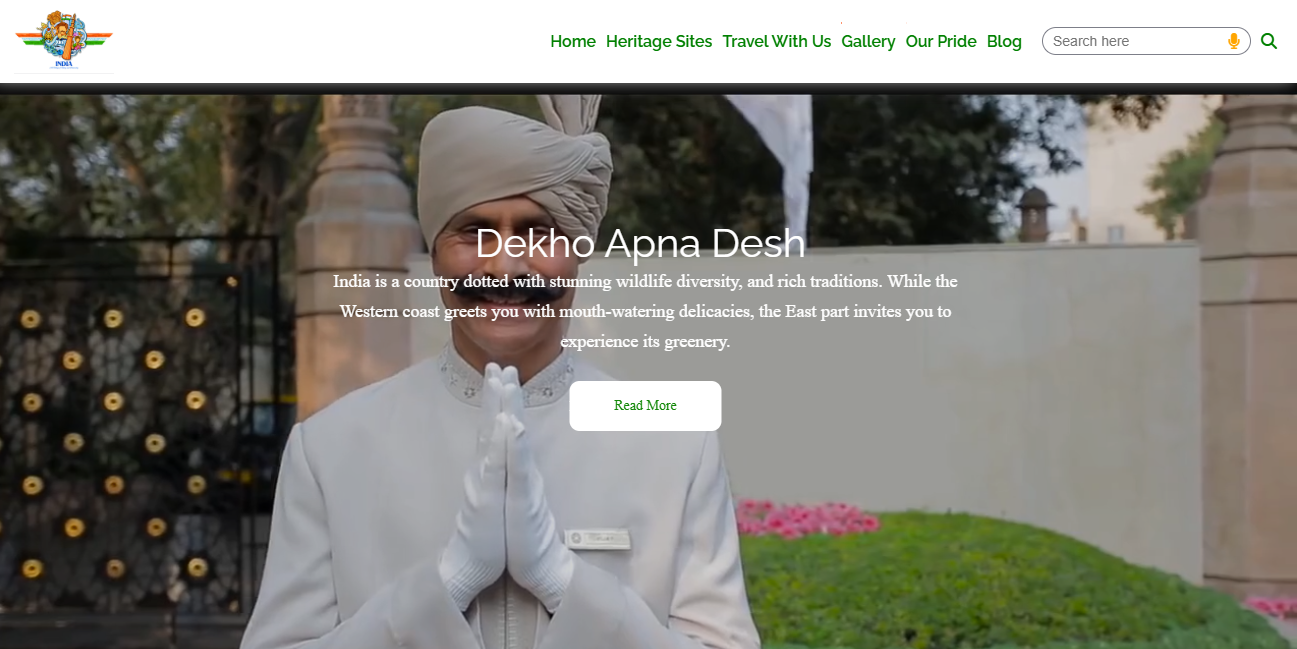 INDIA
Home Heritage Sites Travel With Us Gallery Our Pride Blog Search here
Dekho Apna Desh
India is a country dotted with stunning wildlife diversity, and rich traditions. While the
Western coast greets you with mouth-watering delicacies, the East part invites you to
experience its greenery.
Read More